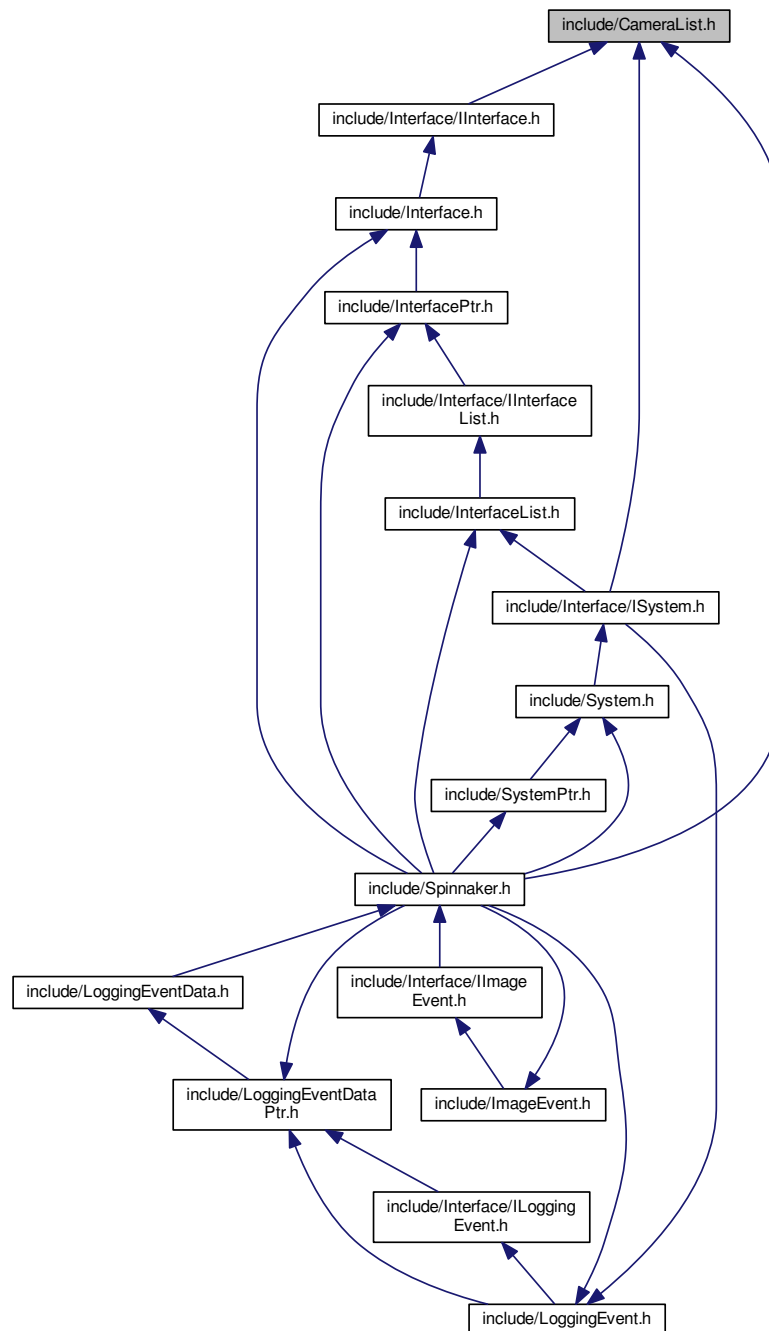 include/CameraList.h
include/Interface/IInterface.h
include/Interface.h
include/InterfacePtr.h
include/Interface/IInterface
List.h
include/InterfaceList.h
include/Interface/ISystem.h
include/System.h
include/SystemPtr.h
include/Spinnaker.h
include/LoggingEventData.h
include/Interface/IImage
Event.h
include/LoggingEventData
Ptr.h
include/ImageEvent.h
include/Interface/ILogging
Event.h
include/LoggingEvent.h